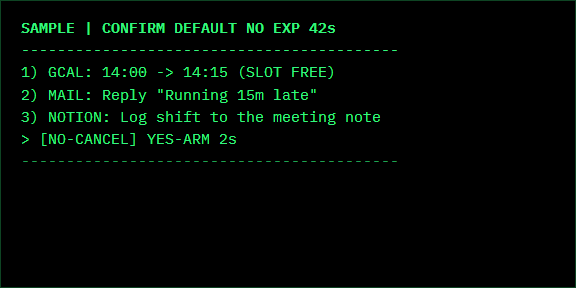 SAMPLE | CONFIRM DEFAULT NO EXP 42s
------------------------------------------
1) GCAL: 14:00 -> 14:15 (SLOT FREE)
2) MAIL: Reply "Running 15m late"
3) NOTION: Log shift to the meeting note
> [NO-CANCEL] YES-ARM 2s
------------------------------------------